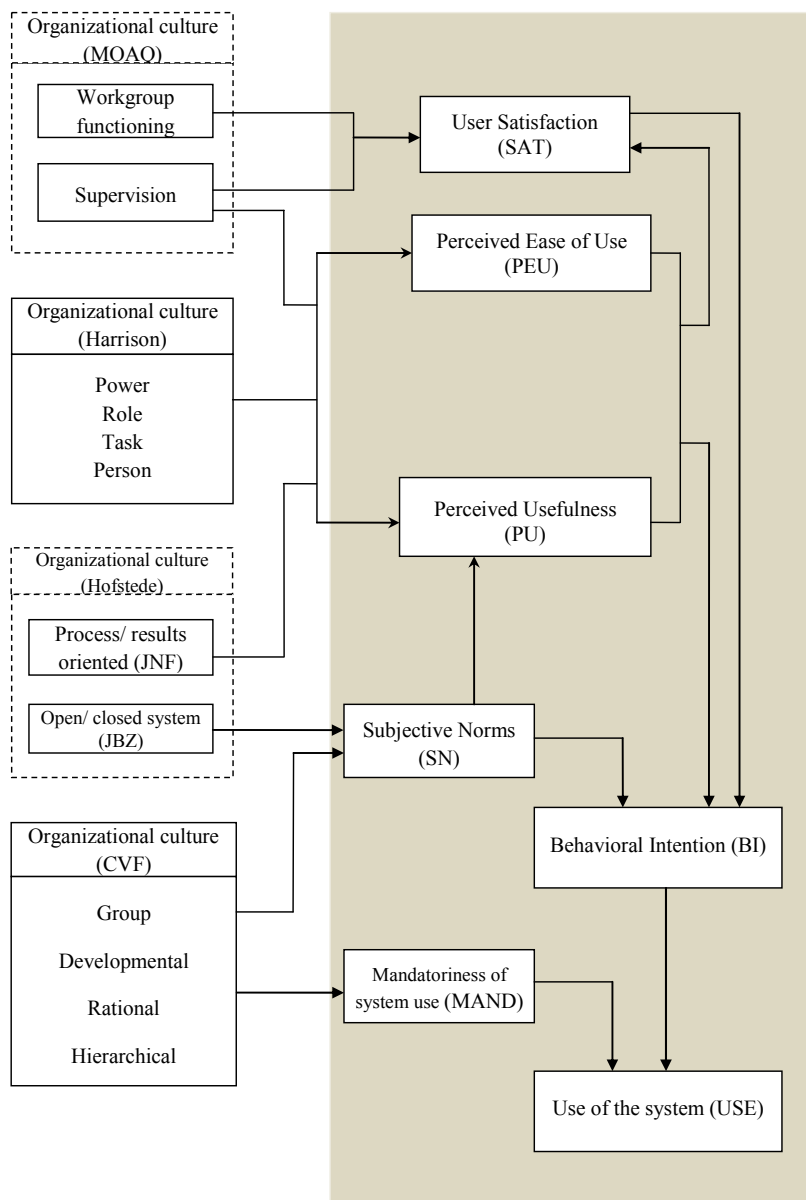 Organizational culture
(MOAQ)
Workgroup
functioning
Supervision
User Satisfaction
(SAT)
Perceived Ease of Use
(PEU)
Organizational culture
(Harrison)
Power
Role
Task
Person
Perceived Usefulness
(PU)
Organizational culture
(Hofstede)
Process/ results
oriented (JNF)
Open/ closed system
(JBZ)
Subjective Norms
(SN)
Organizational culture
(CVF)
Group
Developmental
Rational
Hierarchical
Behavioral Intention (BI)
Mandatoriness of
system use (MAND)
Use of the system (USE)